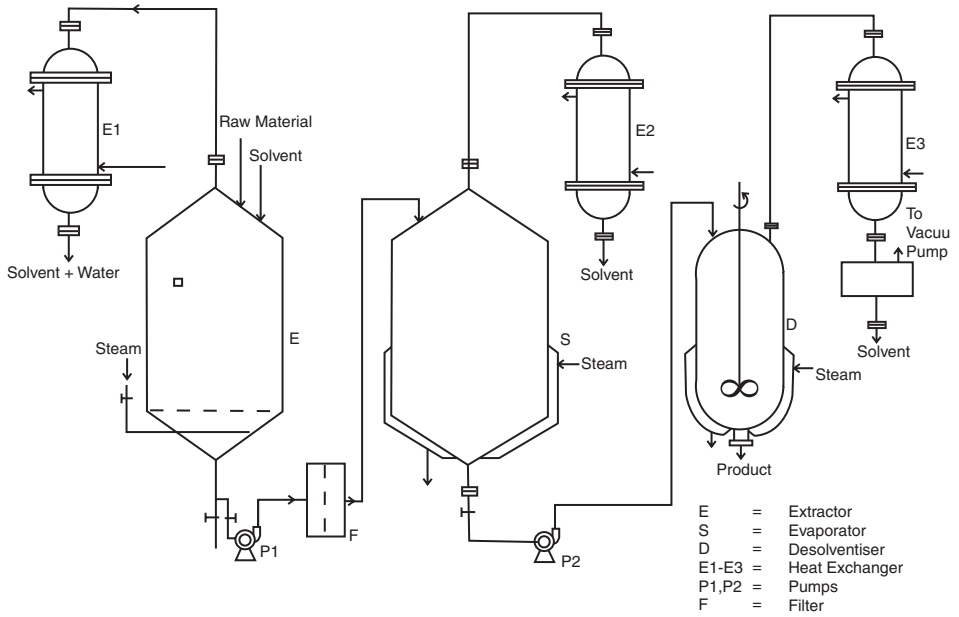 E1
Raw Material
Solvent
Solvent + Water
Steam
E
P1
F
E2
Solvent
S
Steam
P2
E3
To
Vacuu
Pump
Solvent
D
Steam
Product
E = Extractor
S = Evaporator
D = Desolventiser
E1-E3 = Heat Exchanger
P1,P2 = Pumps
F = Filter